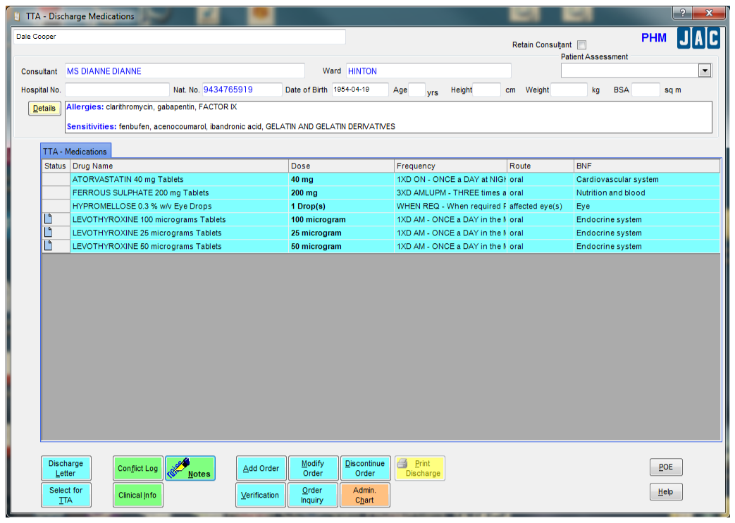 TTA - Discharge Medications
Dale Cooper
Retain Consultant
PHM JAC
Patient Assessment
Consultant MS DIANNE DIANNE Ward HINTON
Hospital No. Nat. No. 9434765919 Date of Birth 1954-04-19 Age yrs Height cm Weight kg BSA sq m
Details Allergies: clarithromycin, gabapentin, FACTOR IX
Sensitivities: fenbufen, acenocoumarol, ibandronic acid, GELATIN AND GELATIN DERIVATIVES
TTA - Medications
Status Drug Name Dose Frequency Route BNF
ATORVASTATIN 40 mg Tablets 40 mg 1XD ON - ONCE a DAY at NIGH oral Cardiovascular system
FERROUS SULPHATE 200 mg Tablets 200 mg 3XD AMLUPM - THREE times a oral Nutrition and blood
HYPROMELLOSE 0.3 % w/v Eye Drops 1 Drop(s) WHEN REQ - When required affected eye(s) Eye
LEVOTHYROXINE 100 micrograms Tablets 100 microgram 1XD AM - ONCE a DAY in the oral Endocrine system
LEVOTHYROXINE 25 micrograms Tablets 25 microgram 1XD AM - ONCE a DAY in the oral Endocrine system
LEVOTHYROXINE 50 micrograms Tablets 50 microgram 1XD AM - ONCE a DAY in the oral Endocrine system
Discharge Letter Conflict Log Notes Add Order Modify Order Discontinue Order Print Discharge POE
Select for TTA Clinical Info Verification Order Inquiry Admin. Chart Help